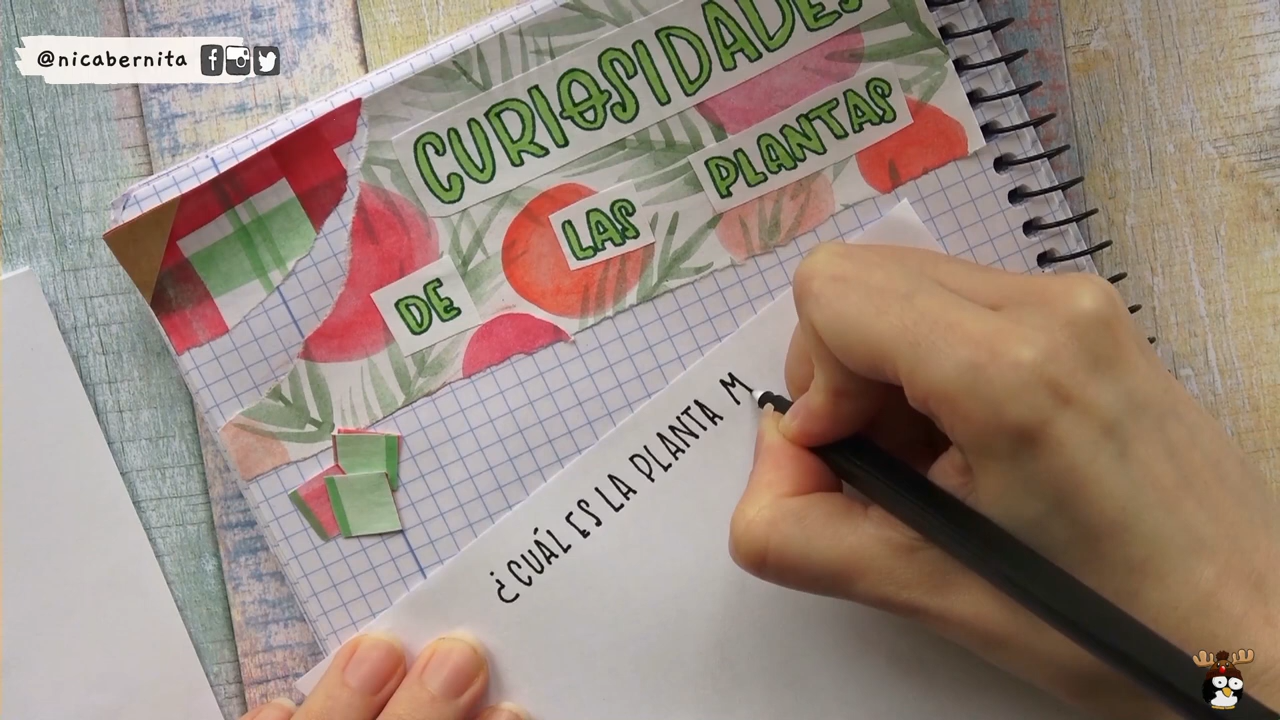 @nicabernita
CURIOSIDADES
DE LAS PLANTAS
¿CUÁL ES LA PLANTA M